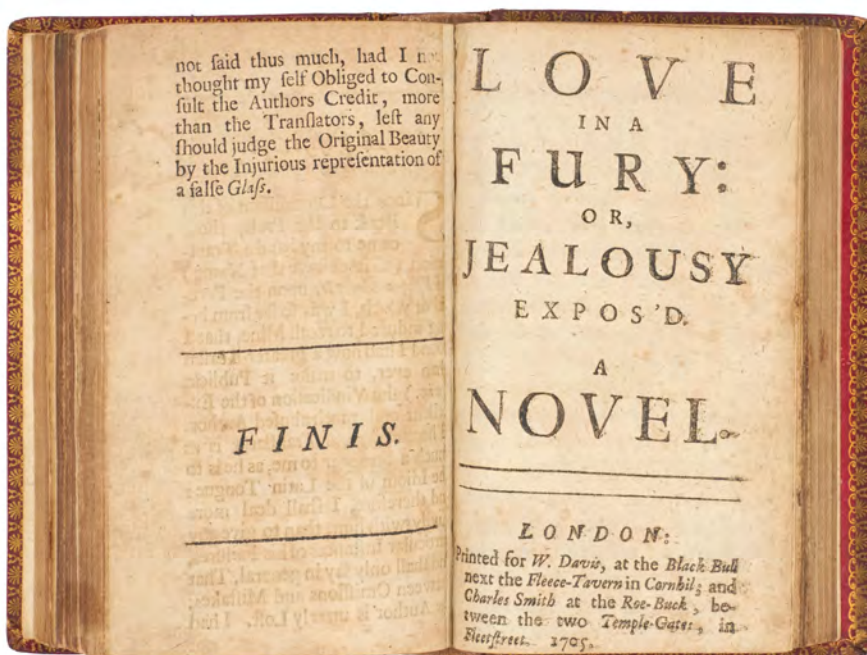 not ſaid thus much, had I
thought my ſelf Obliged to Con-
ſult the Authors Credit, more
than the Tranſlators, leſt any
ſhould judge the Original Beauty
by the Injurious repreſentation of
a falſe Glaſs.
FINIS.
LOVE
IN A
FURY:
OR,
JEALOUSY
EXPOS'D.
A
NOVEL.
LONDON:
Printed for W. Davis, at the Black Bull
next the Fleece-Tavern in Cornhil; and
Charles Smith at the Roe-Buck, be-
tween the two Temple-Gates, in
Fleetſtreet. 1705.